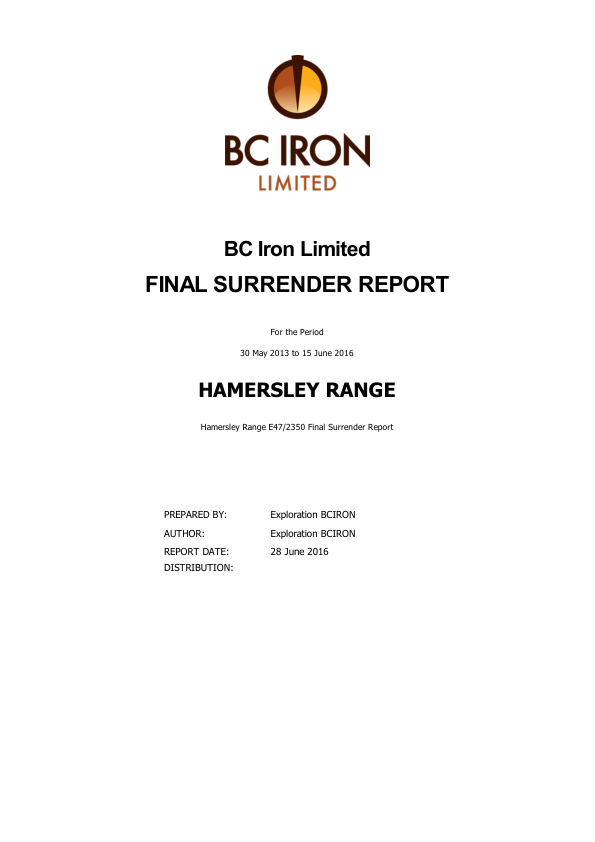 BC IRON
LIMITED
BC Iron Limited
FINAL SURRENDER REPORT
For the Period
30 May 2013 to 15 June 2016
HAMERSLEY RANGE
Hamersley Range E47/2350 Final Surrender Report
PREPARED BY: Exploration BCIRON
AUTHOR: Exploration BCIRON
REPORT DATE: 28 June 2016
DISTRIBUTION: